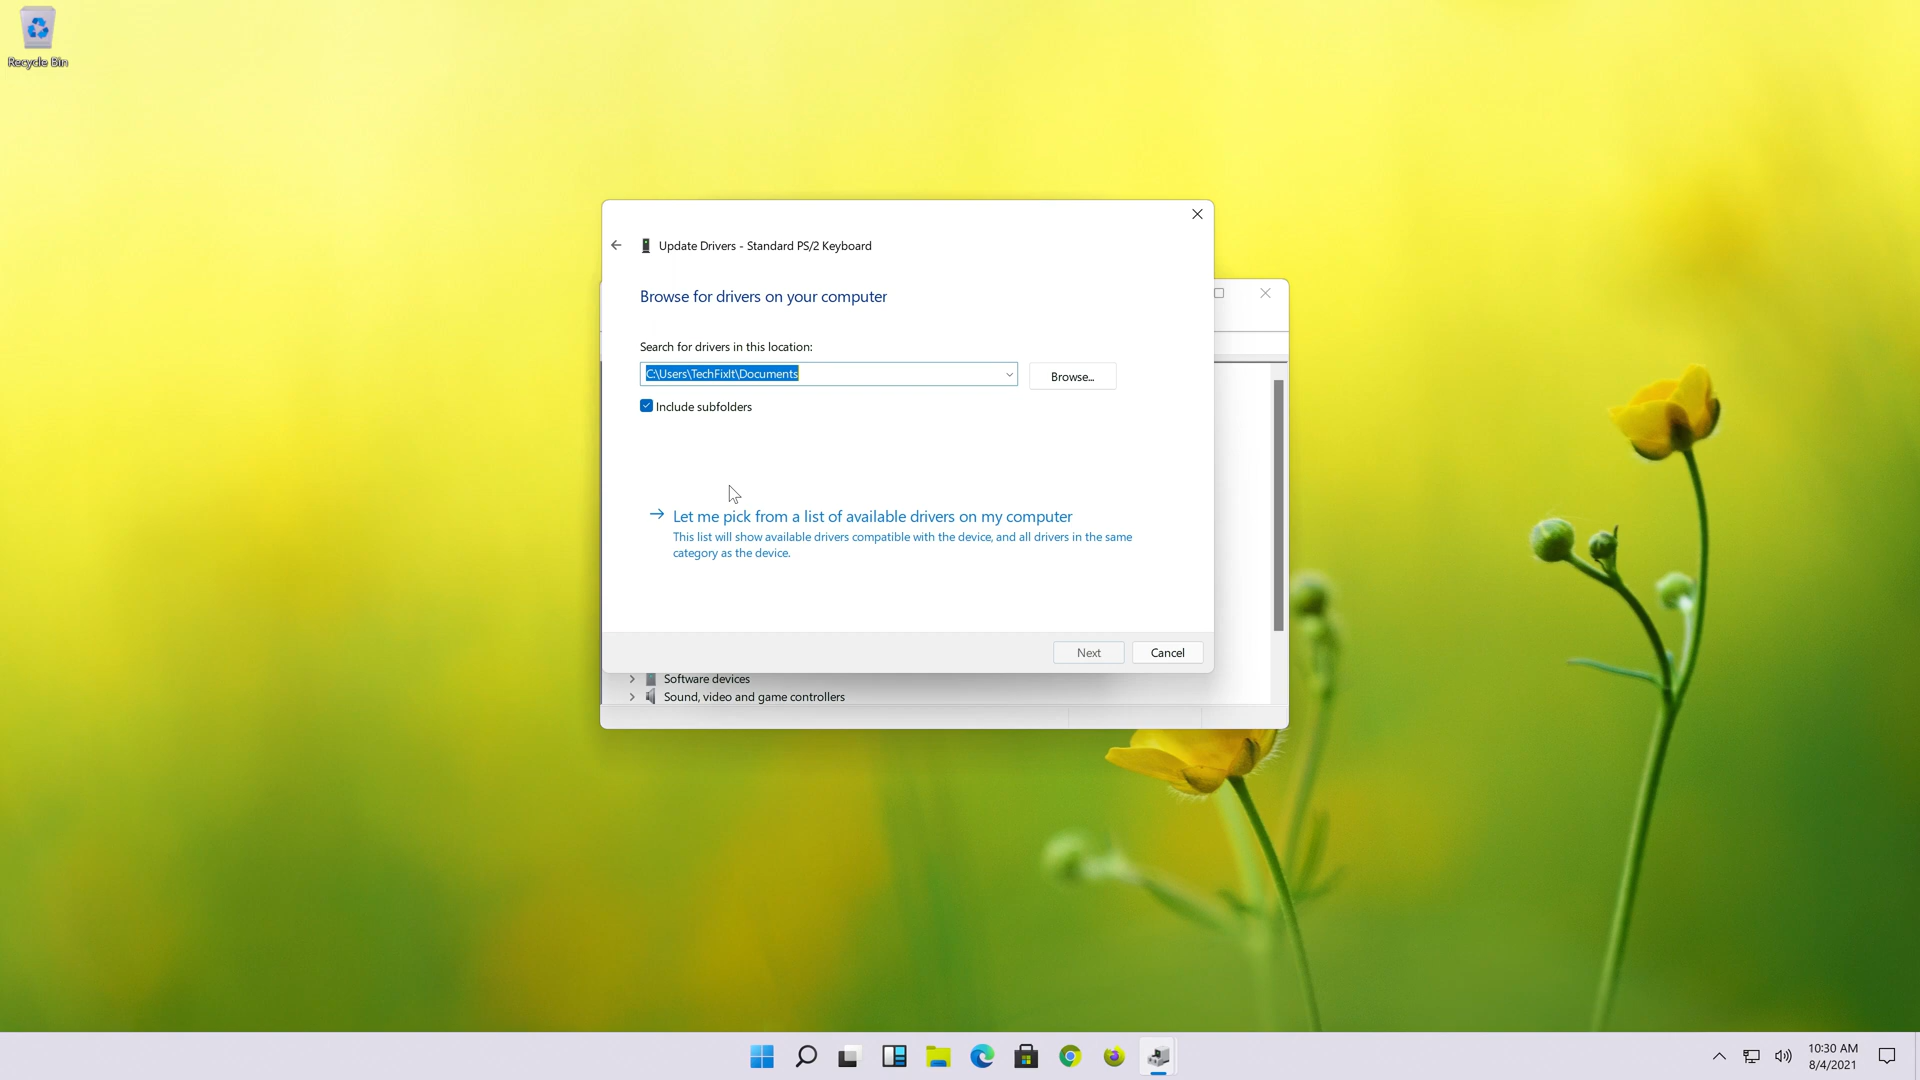 Recycle Bin
Update Drivers - Standard PS/2 Keyboard
Browse for drivers on your computer
Search for drivers in this location:
C:\Users\TechFixIt\Documents
Browse...
Include subfolders
Let me pick from a list of available drivers on my computer
This list will show available drivers compatible with the device, and all drivers in the same
category as the device.
Next
Cancel
Software devices
Sound, video and game controllers
10:30 AM
8/4/2021